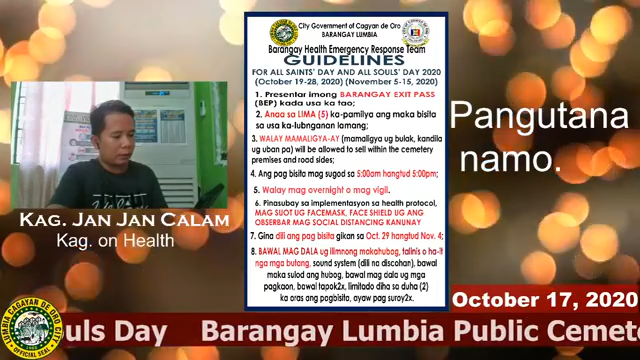 City Government of Cagayan de Oro
BARANGAY LUMBIA
Barangay Health Emergency Response Team
GUIDELINES
FOR ALL SAINTS' DAY AND ALL SOULS' DAY 2020
(October 19-28, 2020) (November 5-15, 2020)
1. Presentar imong BARANGAY EXIT PASS
(BEP) kada usa ka tao;
2. Anaa sa LIMA (5) ka-pamilya ang maka bisita
sa usa ka-lubnganan lamang;
3. WALAY MAMALIGYA-AY (mamaligya ug bulak, kandila
ug uban pa) will be allowed to sell within the cemetery
premises and road sides;
4. Ang pag bisita mag sugod sa 5:00am hangtud 5:00pm;
5. Walay mag overnight o mag vigil.
6. Pinasubay sa implementasyon sa health protocol,
MAG SUOT UG FACEMASK, FACE SHIELD UG ANG
OBSERBAR MAG SOCIAL DISTANCING KANUNAY
7. Gina dili ang pag bisita gikan sa Oct. 29 hangtud Nov. 4;
8. BAWAL MAG DALA ug ilimnong makahubog, talinis o ha-it
nga mga butang, sound system (dili na discohan), bawal
maka sulod ang hubog, bawal mag dala ug mga
pagkaon, bawal tapok2x, limitado diha sa duha (2)
ka oras ang pagbisita, ayaw pag suroy2x.
Pangutana
namo.
KAG. JAN JAN CALAM
Kag. on Health
October 17, 2020
uls Day Barangay Lumbia Public Cemete
LUMBIA CAGAYAN DE ORO CITY
OFFICIAL SEAL